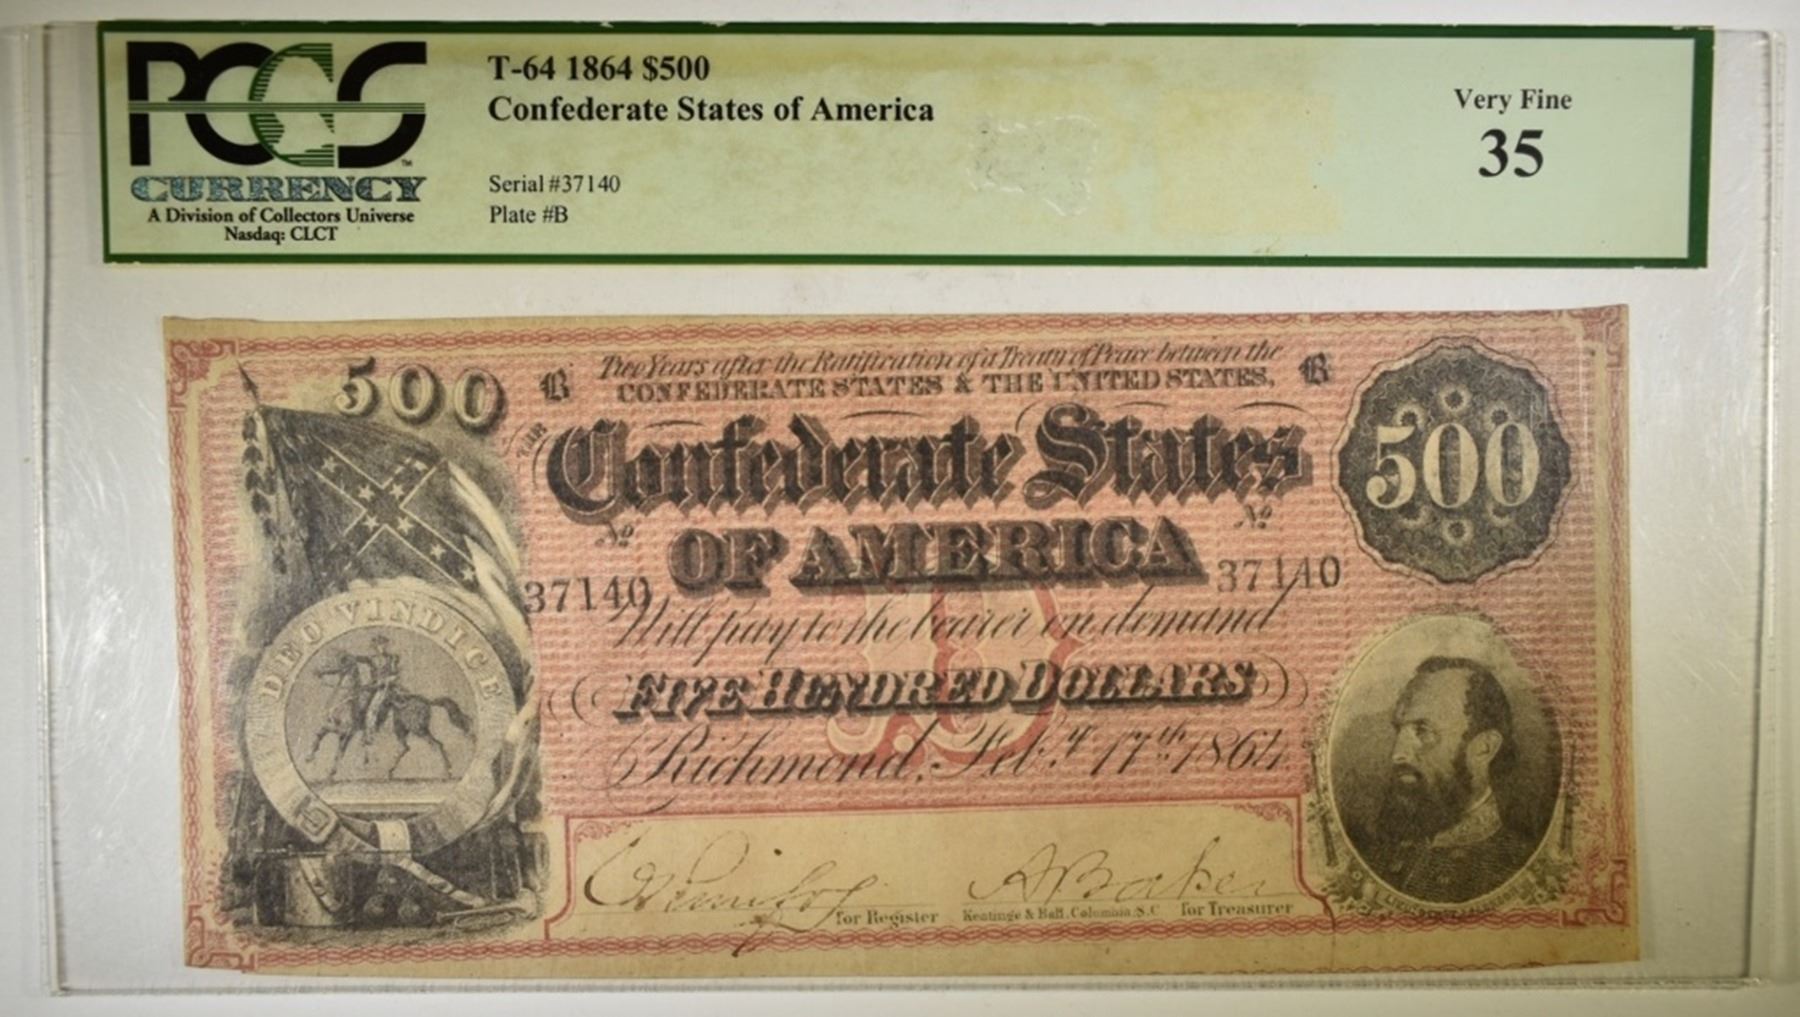 PCGS
™
CURRENCY
A Division of Collectors Universe
Nasdaq: CLCT
T-64 1864 $500
Confederate States of America
Serial #37140
Plate #B
Very Fine
35
500
B
Two Years after the Ratification of a Treaty of Peace between the
CONFEDERATE STATES & THE UNITED STATES,
B
THE
Confederate States
500
No
No
OF AMERICA
37140
37140
Will pay to the bearer on demand
DEO VINDICE
FIVE HUNDRED DOLLARS
D
Richmond, Feby. 17th 1864
A Baker
for Register
Keatinge & Ball, Columbia, S.C.
for Treasurer